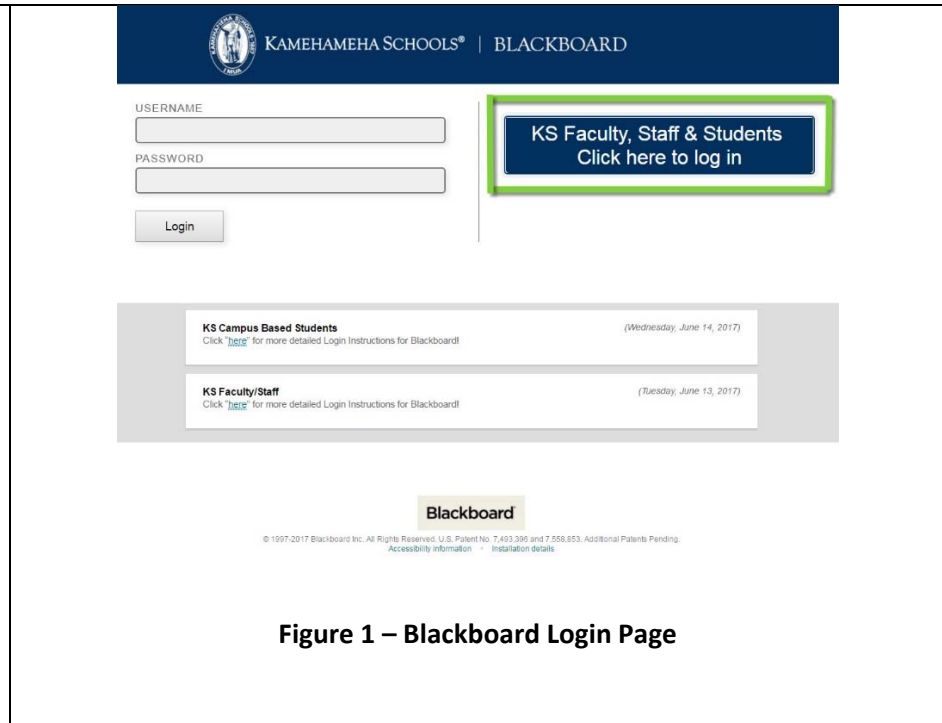 KAMEHAMEHA SCHOOLS® | BLACKBOARD
USERNAME
PASSWORD
Login
KS Faculty, Staff & Students
Click here to log in
KS Campus Based Students
(Wednesday, June 14, 2017)
Click "here" for more detailed Login Instructions for Blackboard!
KS Faculty/Staff
(Tuesday, June 13, 2017)
Click "here" for more detailed Login Instructions for Blackboard!
Blackboard
© 1997-2017 Blackboard Inc. All Rights Reserved. U.S. Patent No. 7,493,396 and 7,558,853. Additional Patents Pending.
Accessibility information · Installation details
Figure 1 – Blackboard Login Page